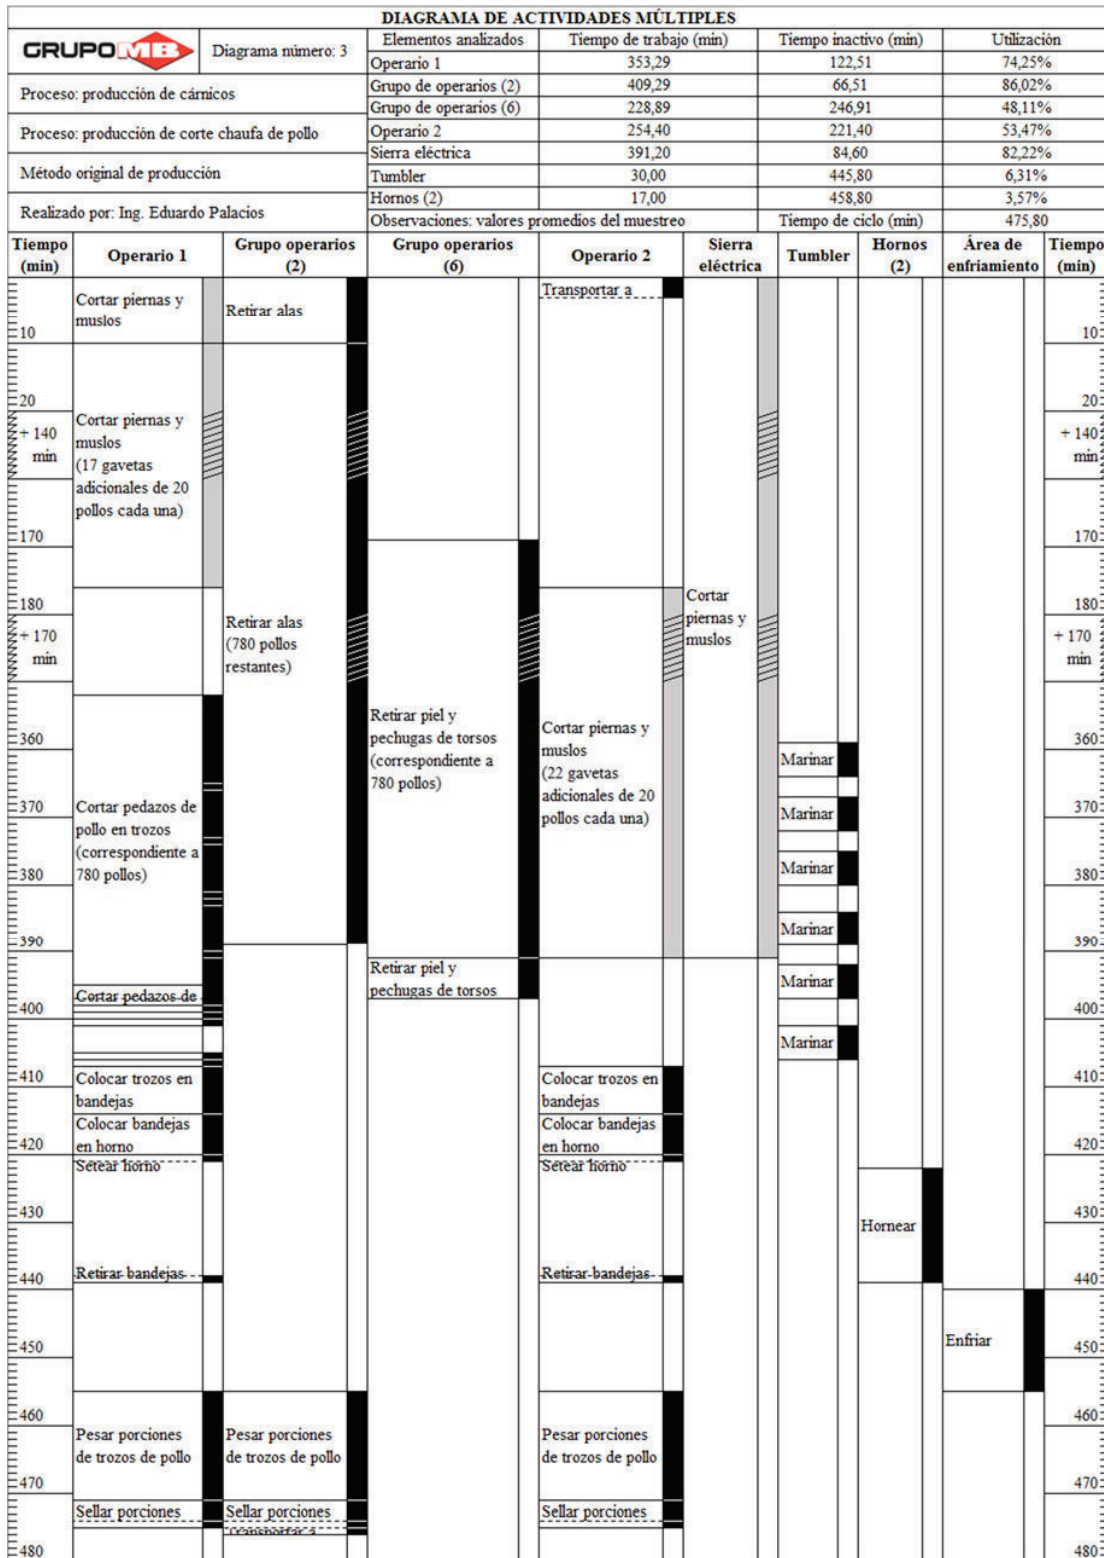 DIAGRAMA DE ACTIVIDADES MÚLTIPLES
GRUPO MB
Diagrama número: 3
Proceso: producción de cárnicos
Proceso: producción de corte chaufa de pollo
Método original de producción
Realizado por: Ing. Eduardo Palacios
Elementos analizados Tiempo de trabajo (min) Tiempo inactivo (min) Utilización
Operario 1 353,29 122,51 74,25%
Grupo de operarios (2) 409,29 66,51 86,02%
Grupo de operarios (6) 228,89 246,91 48,11%
Operario 2 254,40 221,40 53,47%
Sierra eléctrica 391,20 84,60 82,22%
Tumbler 30,00 445,80 6,31%
Hornos (2) 17,00 458,80 3,57%
Observaciones: valores promedios del muestreo Tiempo de ciclo (min) 475,80
Tiempo (min)
Operario 1
Grupo operarios (2)
Grupo operarios (6)
Operario 2
Sierra eléctrica
Tumbler
Hornos (2)
Área de enfriamiento
Tiempo (min)
10
20
+ 140
min
170
180
+ 170
min
360
370
380
390
400
410
420
430
440
450
460
470
480
Cortar piernas y
muslos
Cortar piernas y
muslos
(17 gavetas
adicionales de 20
pollos cada una)
Cortar pedazos de
pollo en trozos
(correspondiente a
780 pollos)
Cortar pedazos de
Colocar trozos en
bandejas
Colocar bandejas
en horno
Setear horno
Retirar bandejas
Pesar porciones
de trozos de pollo
Sellar porciones
Retirar alas
Retirar alas
(780 pollos
restantes)
Pesar porciones
de trozos de pollo
Sellar porciones
Transportar a
Retirar piel y
pechugas de torsos
(correspondiente a
780 pollos)
Retirar piel y
pechugas de torsos
Transportar a
Cortar piernas y
muslos
(22 gavetas
adicionales de 20
pollos cada una)
Colocar trozos en
bandejas
Colocar bandejas
en horno
Setear horno
Retirar bandejas
Pesar porciones
de trozos de pollo
Sellar porciones
Cortar
piernas y
muslos
Marinar
Marinar
Marinar
Marinar
Marinar
Marinar
Hornear
Enfriar
10
20
+ 140
min
170
180
+ 170
min
360
370
380
390
400
410
420
430
440
450
460
470
480